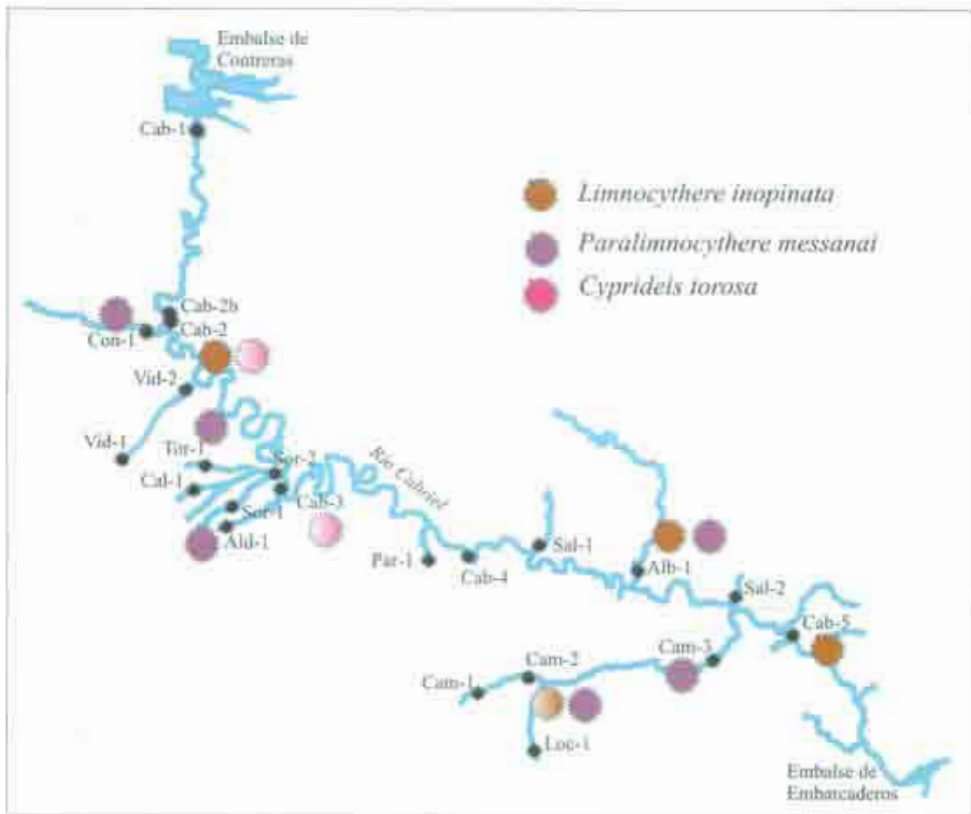 Embalse de
Contreras
Cab-1
Limnocythere inopinata
Paralimnocythere messanai
Cyprideis torosa
Cab-2b
Cab-2
Con-1
Vid-2
Vid-1
Tor-1
Sor-2
Río Cabriel
Cal-1
Cab-3
Sor-1
Ald-1
Par-1
Cab-4
Sal-1
Alb-1
Sal-2
Cab-5
Cam-3
Cam-2
Cam-1
Loc-1
Embalse de
Embarcaderos